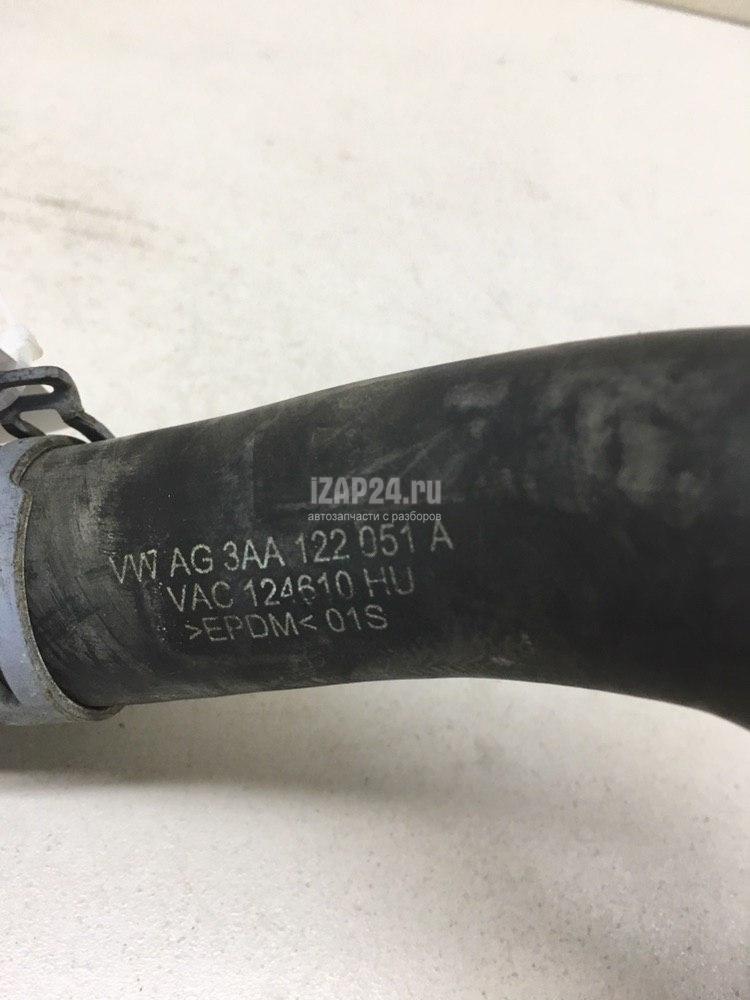 iZAP24.ru
автозапчасти с разборов
VW AG 3AA 122 051 A
VAC 124610 HU
>EPDM< 01S